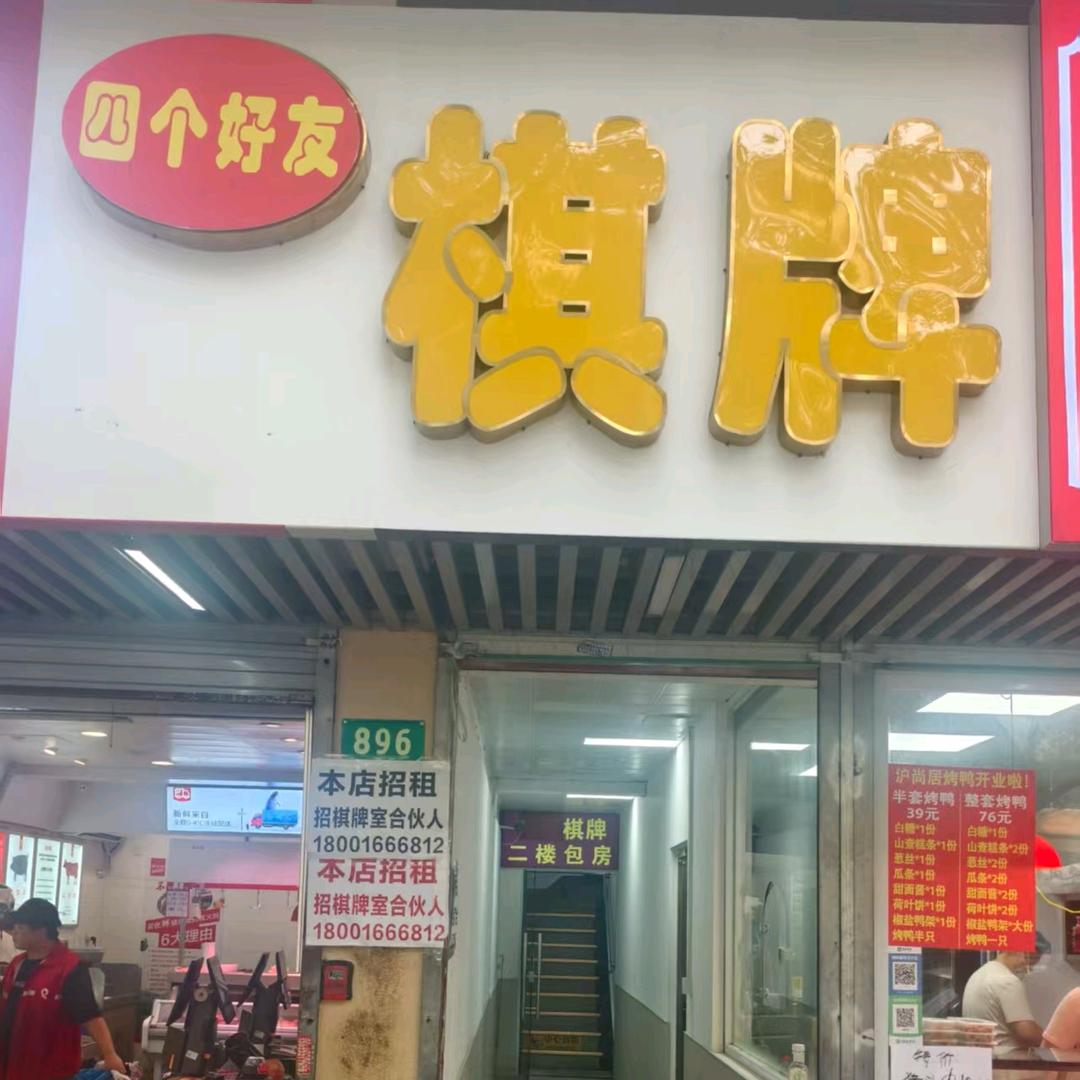 四个好友
棋牌
896
本店招租
招棋牌室合伙人
18001666812
本店招租
招棋牌室合伙人
18001666812
棋牌
二楼包房
新鲜来自
6大理由
沪尚居烤鸭开业啦!
半套烤鸭
39元
白糖*1份
山查糕条*1份
葱丝*1份
瓜条*1份
甜面酱*1份
荷叶饼*1份
椒盐鸭架*1份
烤鸭半只
整套烤鸭
76元
白糖*1份
山查糕条*2份
葱丝*2份
瓜条*2份
甜面酱*2份
荷叶饼*2份
椒盐鸭架*大份
烤鸭一只
特价